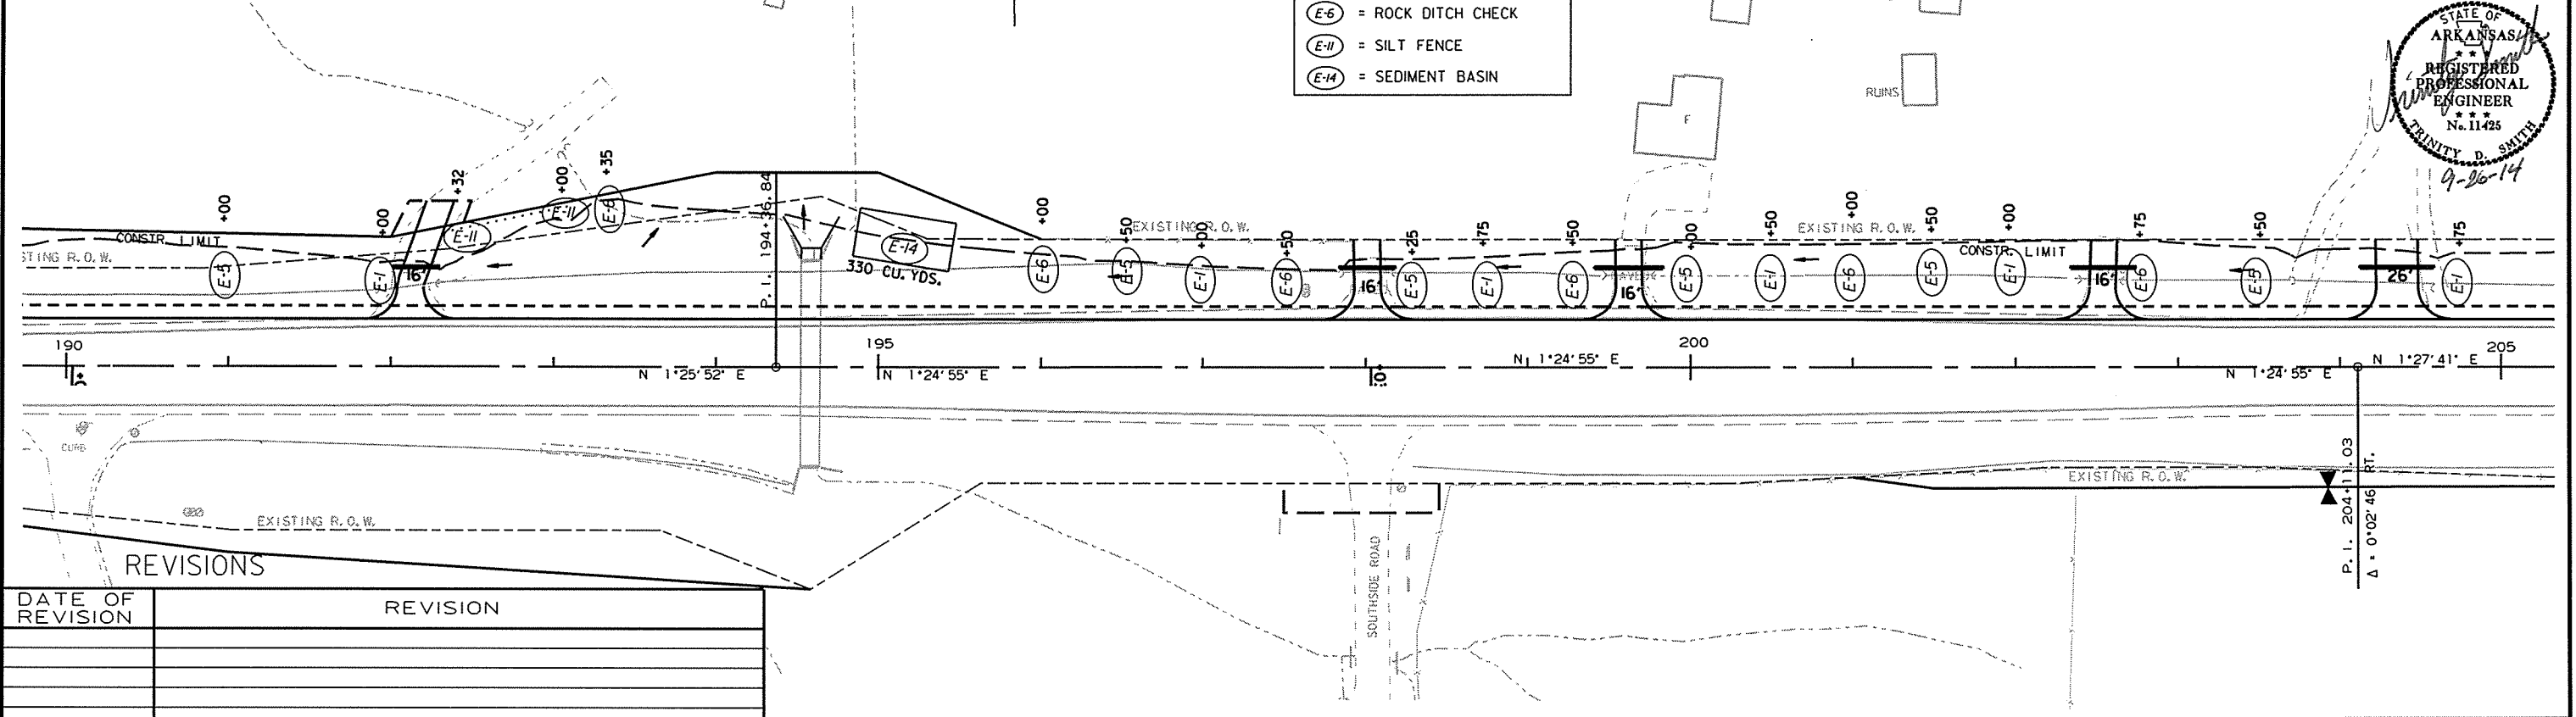 E-6 = ROCK DITCH CHECK
E-11 = SILT FENCE
E-14 = SEDIMENT BASIN
STATE OF
ARKANSAS
★ ★ ★
REGISTERED
PROFESSIONAL
ENGINEER
★ ★ ★
No. 11425
TRINITY D. SMITH
9-26-14
RUINS
F
+00
+00
+32
+00
+35
+00
+50
+00
+50
+25
+75
+50
+00
+50
+00
+50
+00
+75
+50
+75
CONSTR. LIMIT
STING R.O.W.
EXISTING R.O.W.
EXISTING R.O.W.
CONSTR. LIMIT
E-5
E-1
16'
E-11
E-11
E-6
P.I. 194+36.84
E-14
330 CU. YDS.
E-6
E-5
E-1
E-6
16'
E-5
E-1
E-6
16'
E-5
E-1
E-6
E-5
E-1
16'
E-6
E-5
26'
E-1
190
195
200
205
N 1°25'52" E
N 1°24'55" E
N 1°24'55" E
N 1°24'55" E
N 1°27'41" E
CURB
EXISTING R.O.W.
EXISTING R.O.W.
SOUTHSIDE ROAD
P.I. 204+11.03
Δ = 0°02'46" RT.
REVISIONS
DATE OF
REVISION
REVISION